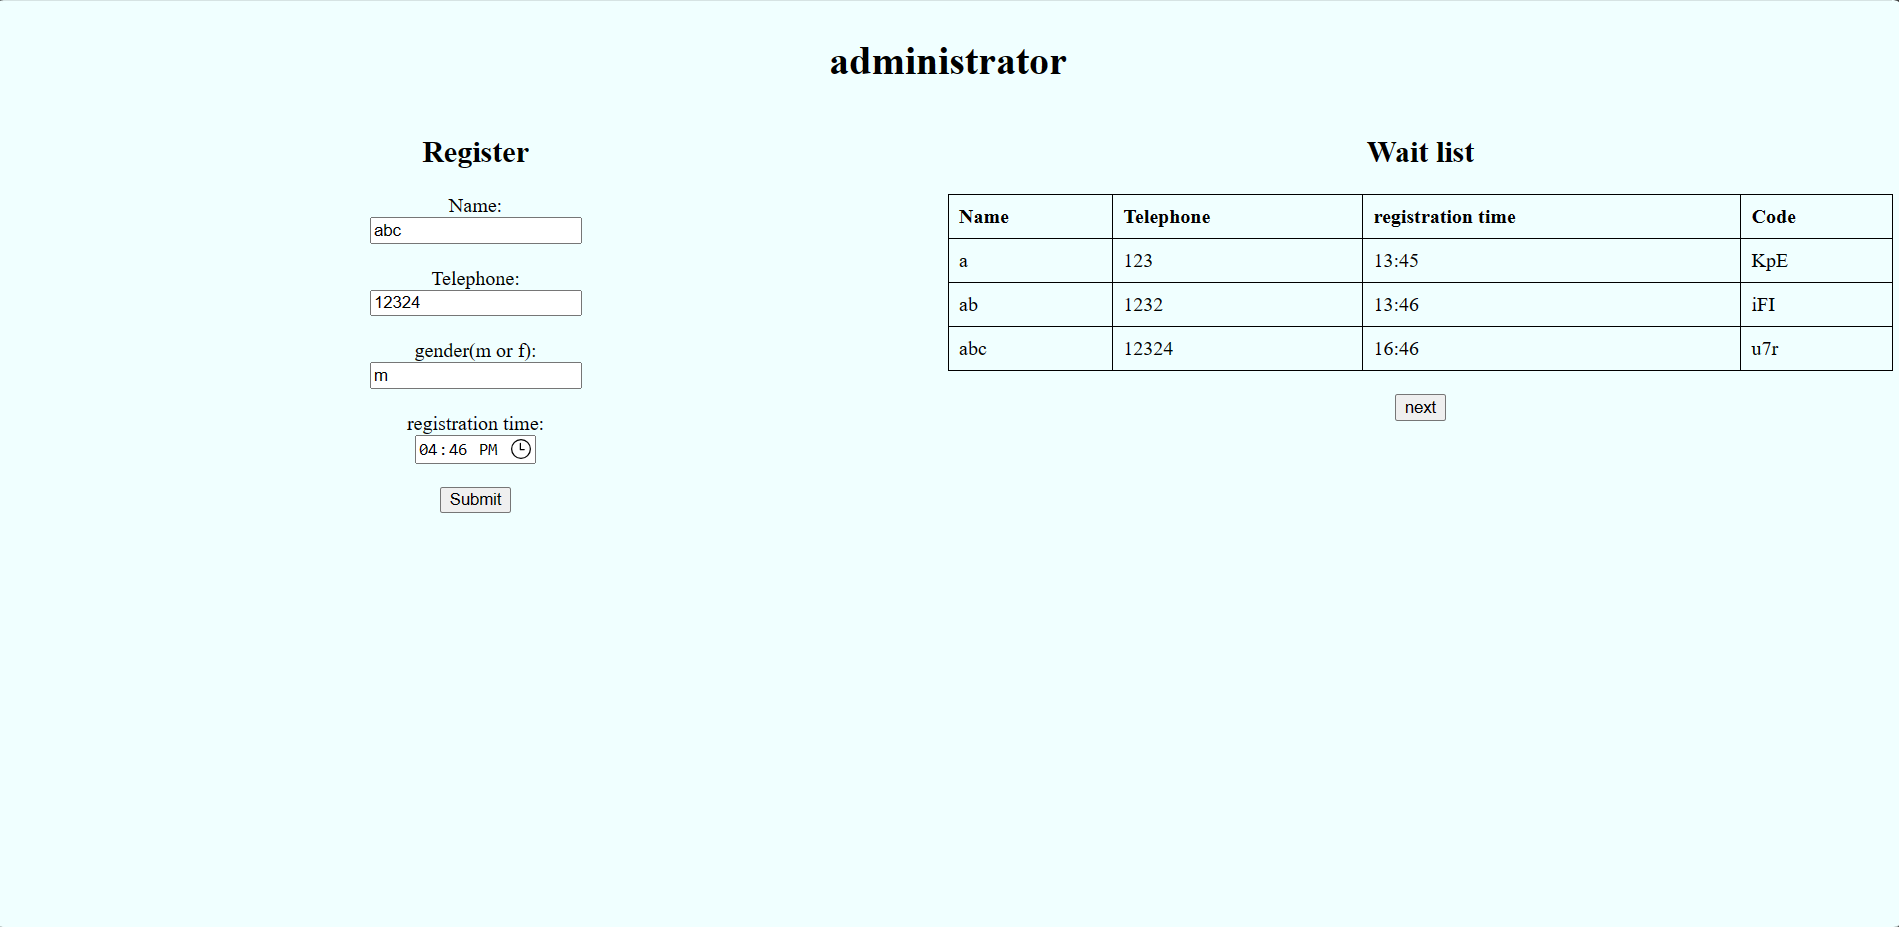 administrator
Register
Name:
abc
Telephone:
12324
gender(m or f):
m
registration time:
04:46 PM
Submit
Wait list
Name Telephone registration time Code
a 123 13:45 KpE
ab 1232 13:46 iFI
abc 12324 16:46 u7r
next